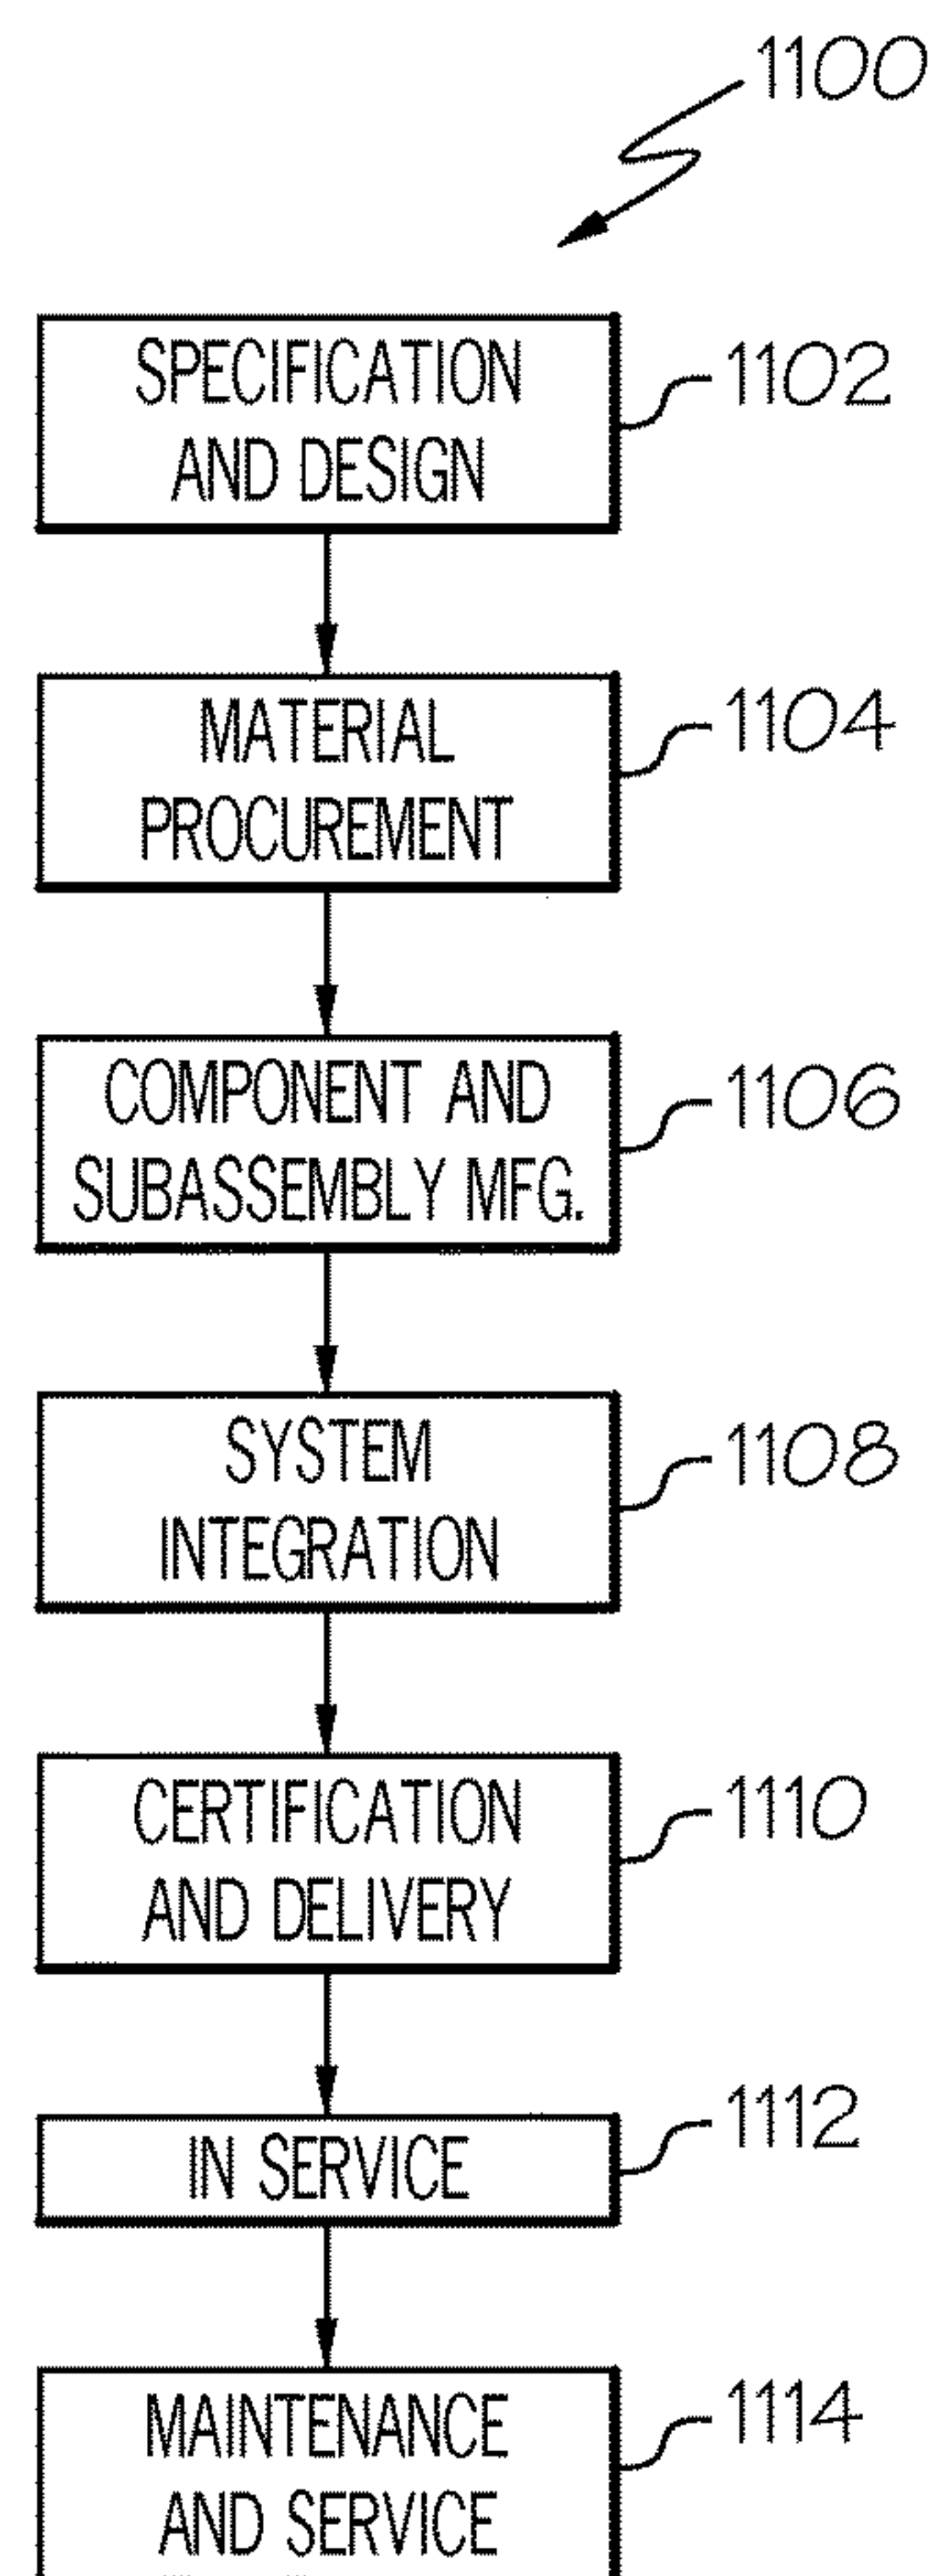 1100
SPECIFICATION
AND DESIGN
1102
MATERIAL
PROCUREMENT
1104
COMPONENT AND
SUBASSEMBLY MFG.
1106
SYSTEM
INTEGRATION
1108
CERTIFICATION
AND DELIVERY
1110
IN SERVICE
1112
MAINTENANCE
AND SERVICE
1114